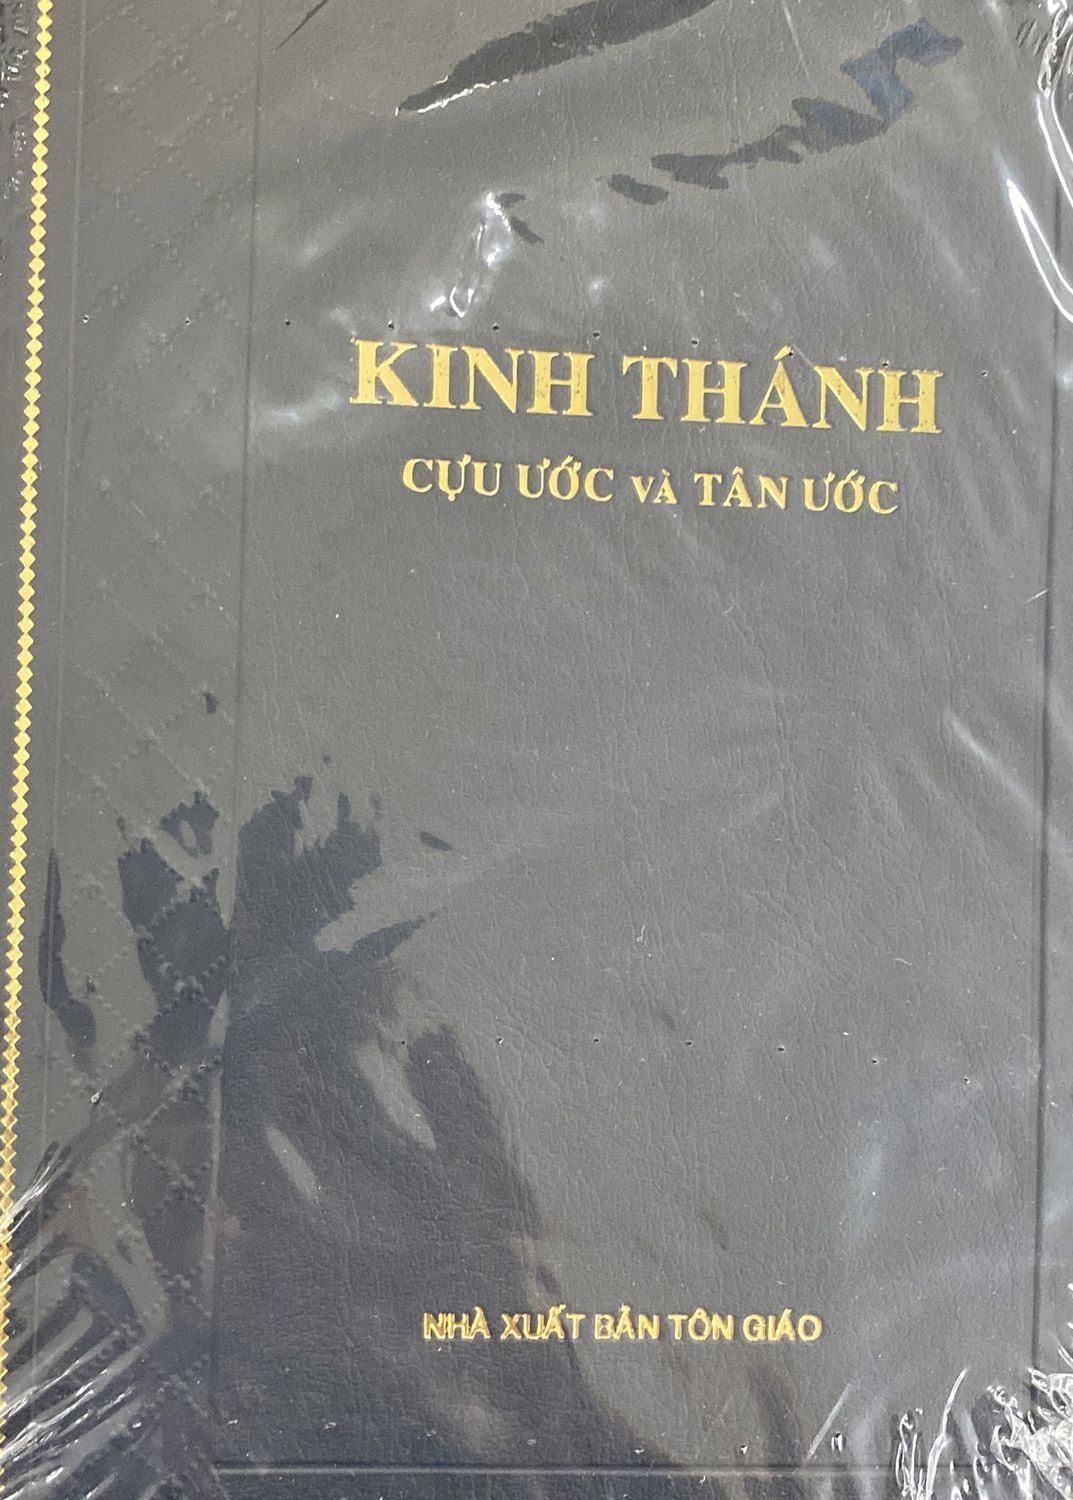 KINH THÁNH
CỰU ƯỚC VÀ TÂN ƯỚC
NHÀ XUẤT BẢN TÔN GIÁO